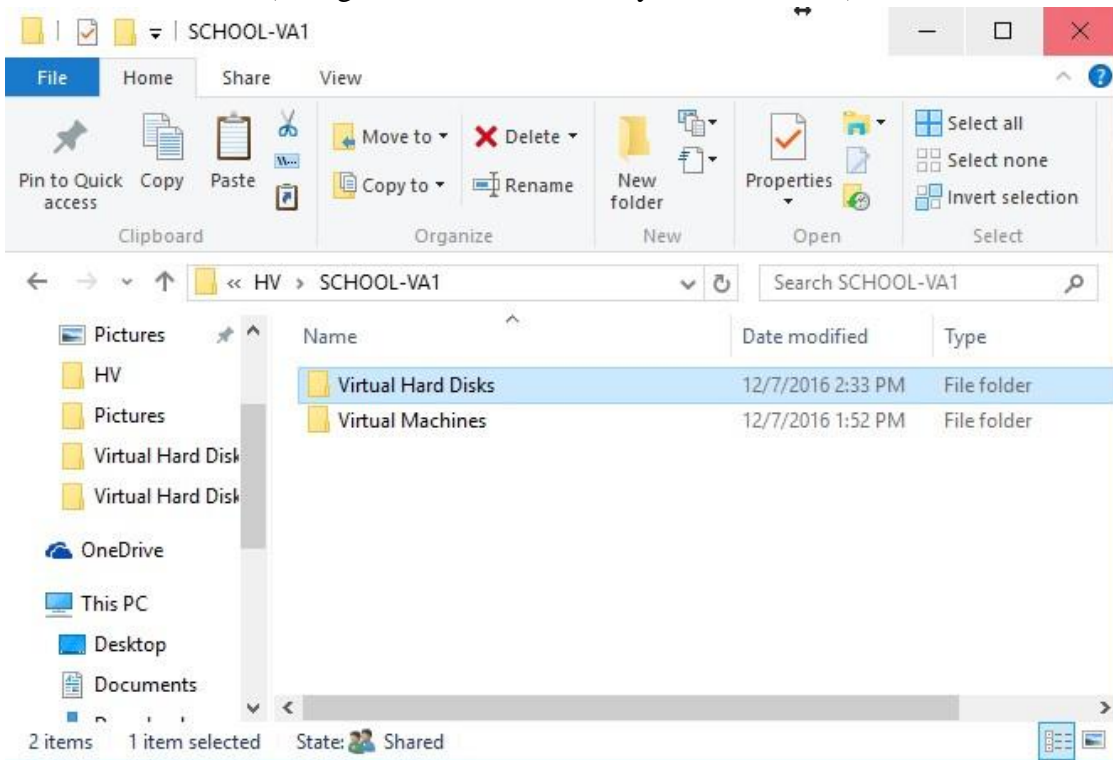 SCHOOL-VA1
File Home Share View
Pin to Quick access Copy Paste
Move to Delete
Copy to Rename
New folder
Properties
Select all
Select none
Invert selection
Clipboard Organize New Open Select
« HV › SCHOOL-VA1 Search SCHOOL-VA1
Pictures
HV
Pictures
Virtual Hard Disk
Virtual Hard Disk
OneDrive
This PC
Desktop
Documents
Name Date modified Type
Virtual Hard Disks 12/7/2016 2:33 PM File folder
Virtual Machines 12/7/2016 1:52 PM File folder
2 items 1 item selected State: Shared